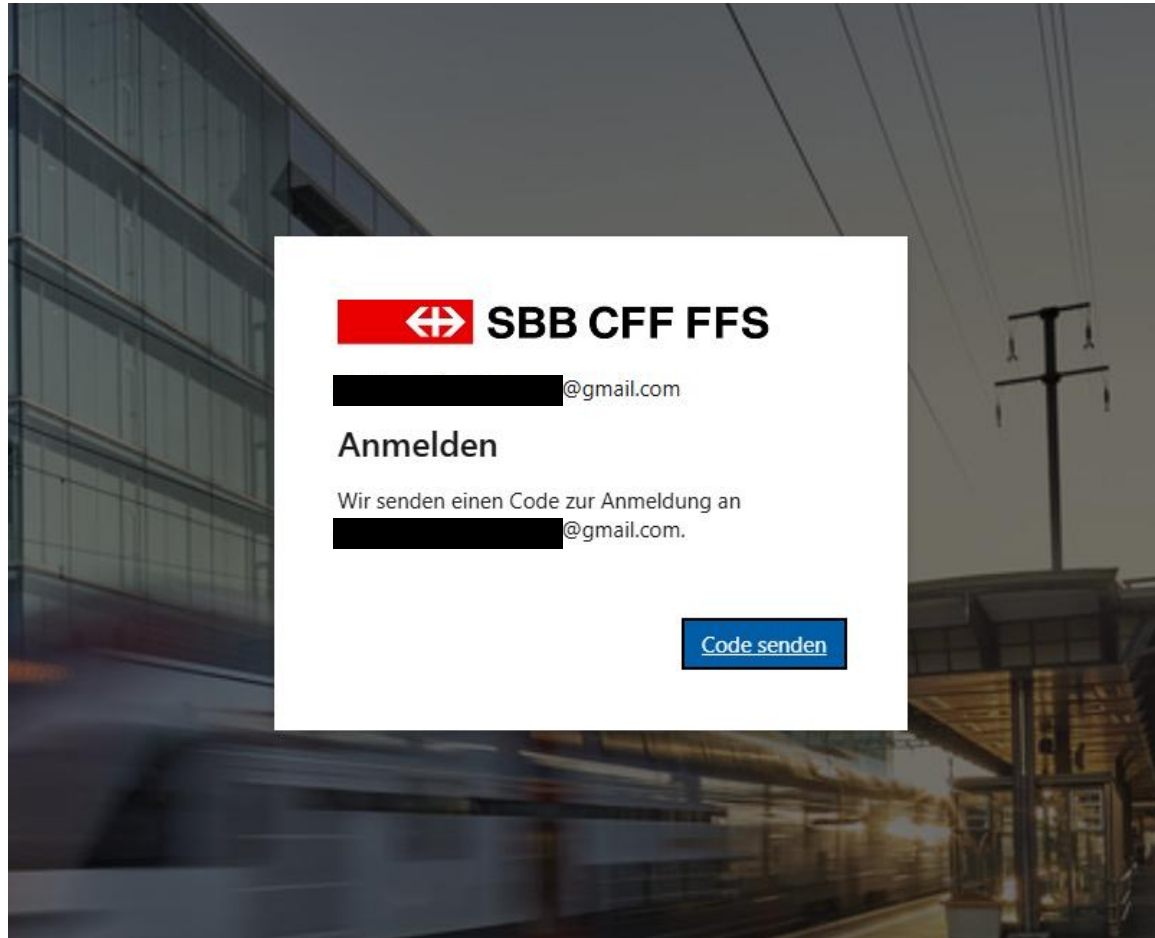 SBB CFF FFS
@gmail.com
Anmelden
Wir senden einen Code zur Anmeldung an
@gmail.com.
Code senden